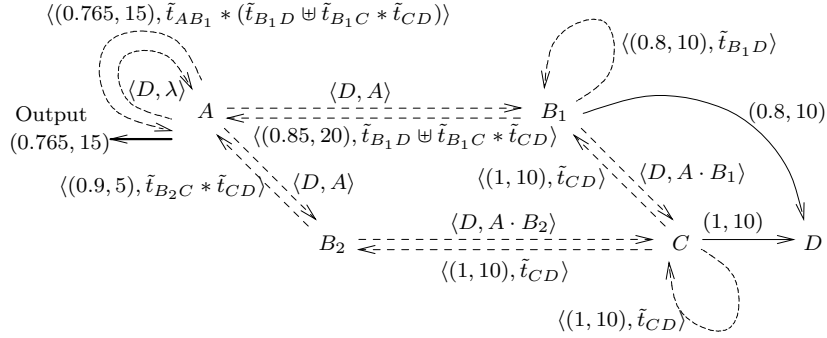 ⟨(0.765, 15), t̃_{AB_1} ∗ (t̃_{B_1D} ⊎ t̃_{B_1C} ∗ t̃_{CD})⟩
⟨(0.8, 10), t̃_{B_1D}⟩
⟨D, λ⟩
⟨D, A⟩
Output
A
B_1
(0.8, 10)
(0.765, 15)
⟨(0.85, 20), t̃_{B_1D} ⊎ t̃_{B_1C} ∗ t̃_{CD}⟩
⟨(0.9, 5), t̃_{B_2C} ∗ t̃_{CD}⟩
⟨D, A⟩
⟨(1, 10), t̃_{CD}⟩
⟨D, A · B_1⟩
⟨D, A · B_2⟩
(1, 10)
B_2
C
D
⟨(1, 10), t̃_{CD}⟩
⟨(1, 10), t̃_{CD}⟩